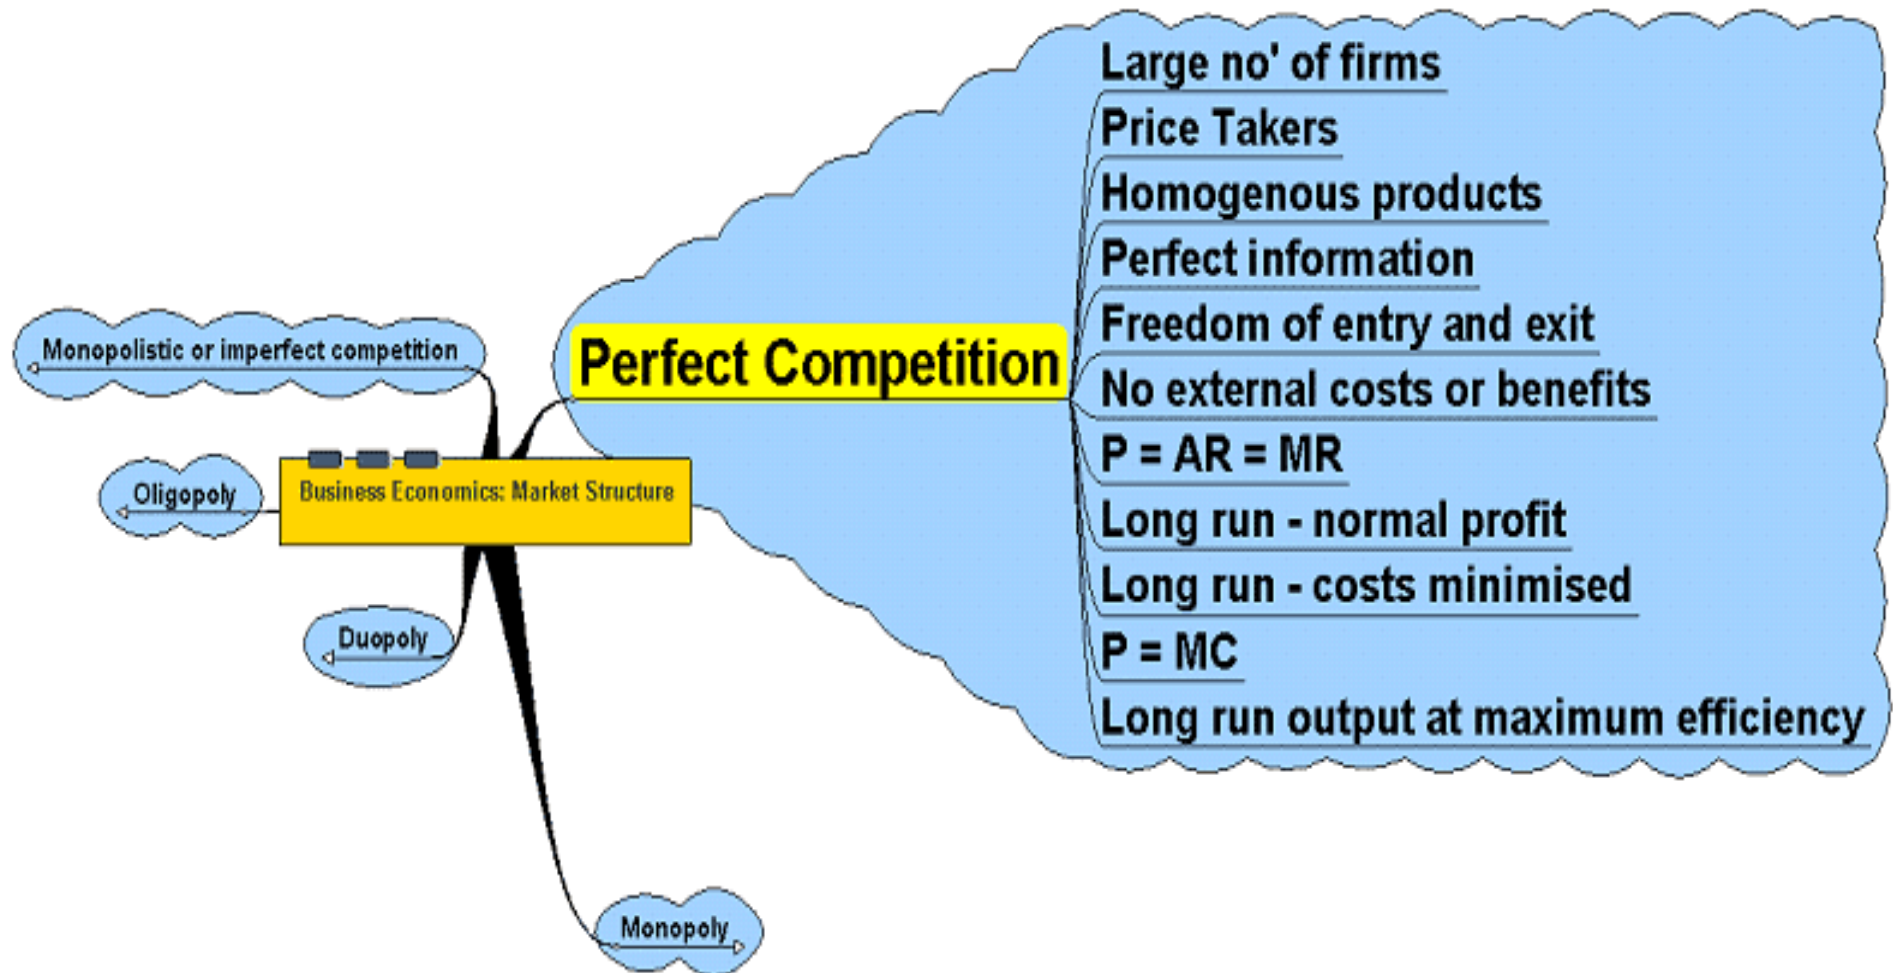 Large no' of firms
Price Takers
Homogenous products
Perfect information
Freedom of entry and exit
No external costs or benefits
P = AR = MR
Long run - normal profit
Long run - costs minimised
P = MC
Long run output at maximum efficiency
Perfect Competition
Monopolistic or imperfect competition
Business Economics: Market Structure
Oligopoly
Duopoly
Monopoly